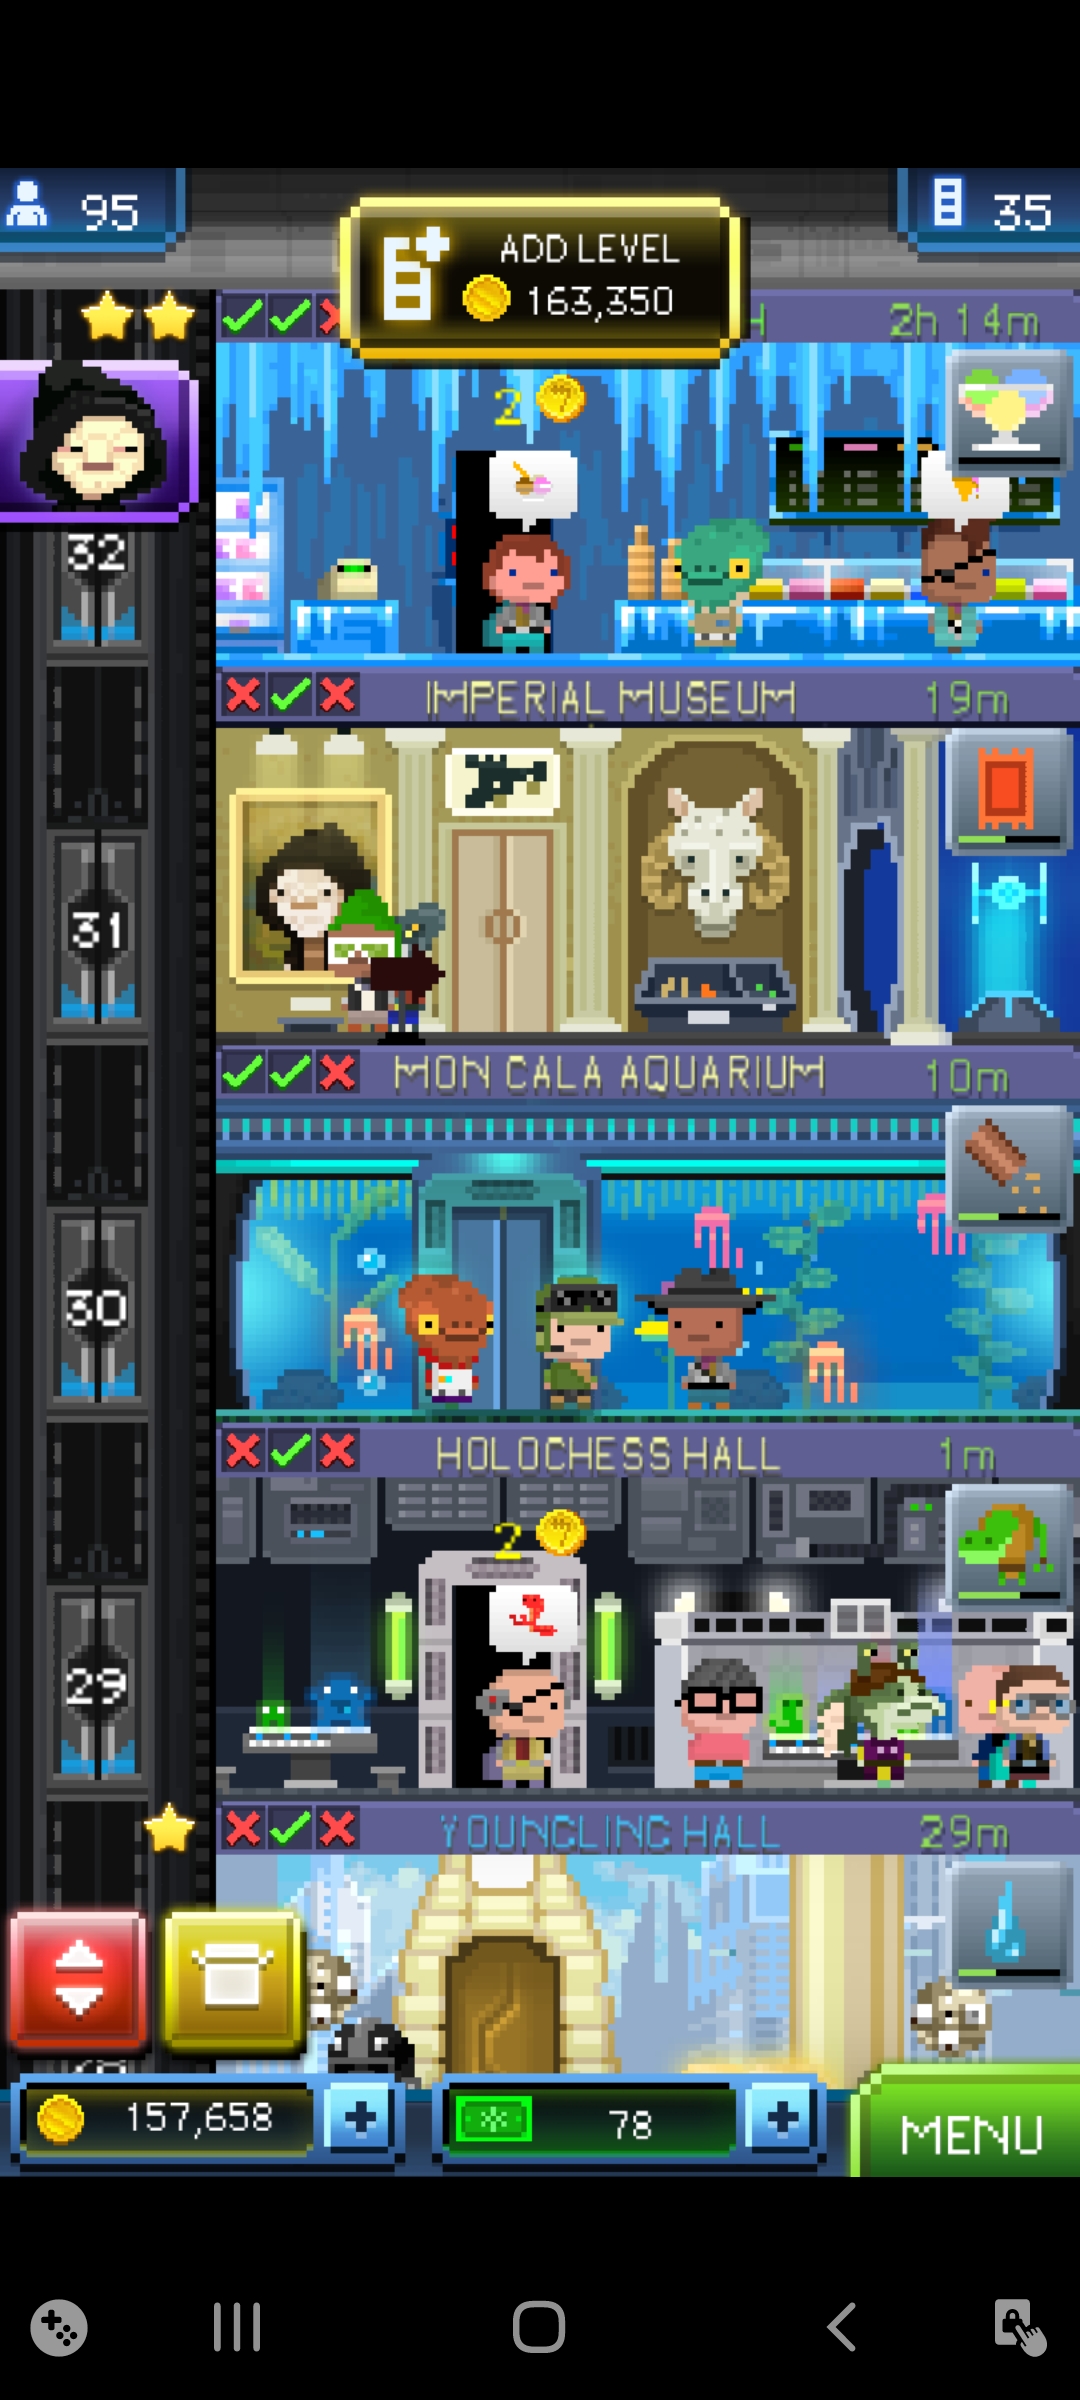 95
ADD LEVEL
163,350
35
2h 14m
2
32
IMPERIAL MUSEUM 19m
31
MON CALA AQUARIUM 10m
30
HOLOCHESS HALL 1m
2
29
YOUNGLING HALL 29m
157,658
78
MENU